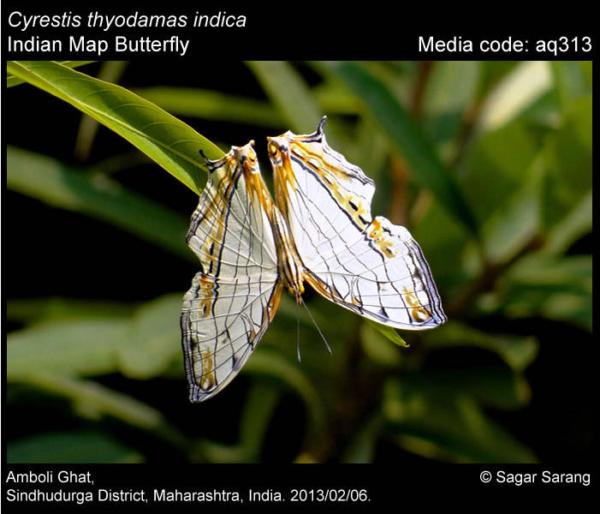 Cyrestis thyodamas indica
Indian Map Butterfly
Media code: aq313
Amboli Ghat,
Sindhudurga District, Maharashtra, India. 2013/02/06.
© Sagar Sarang